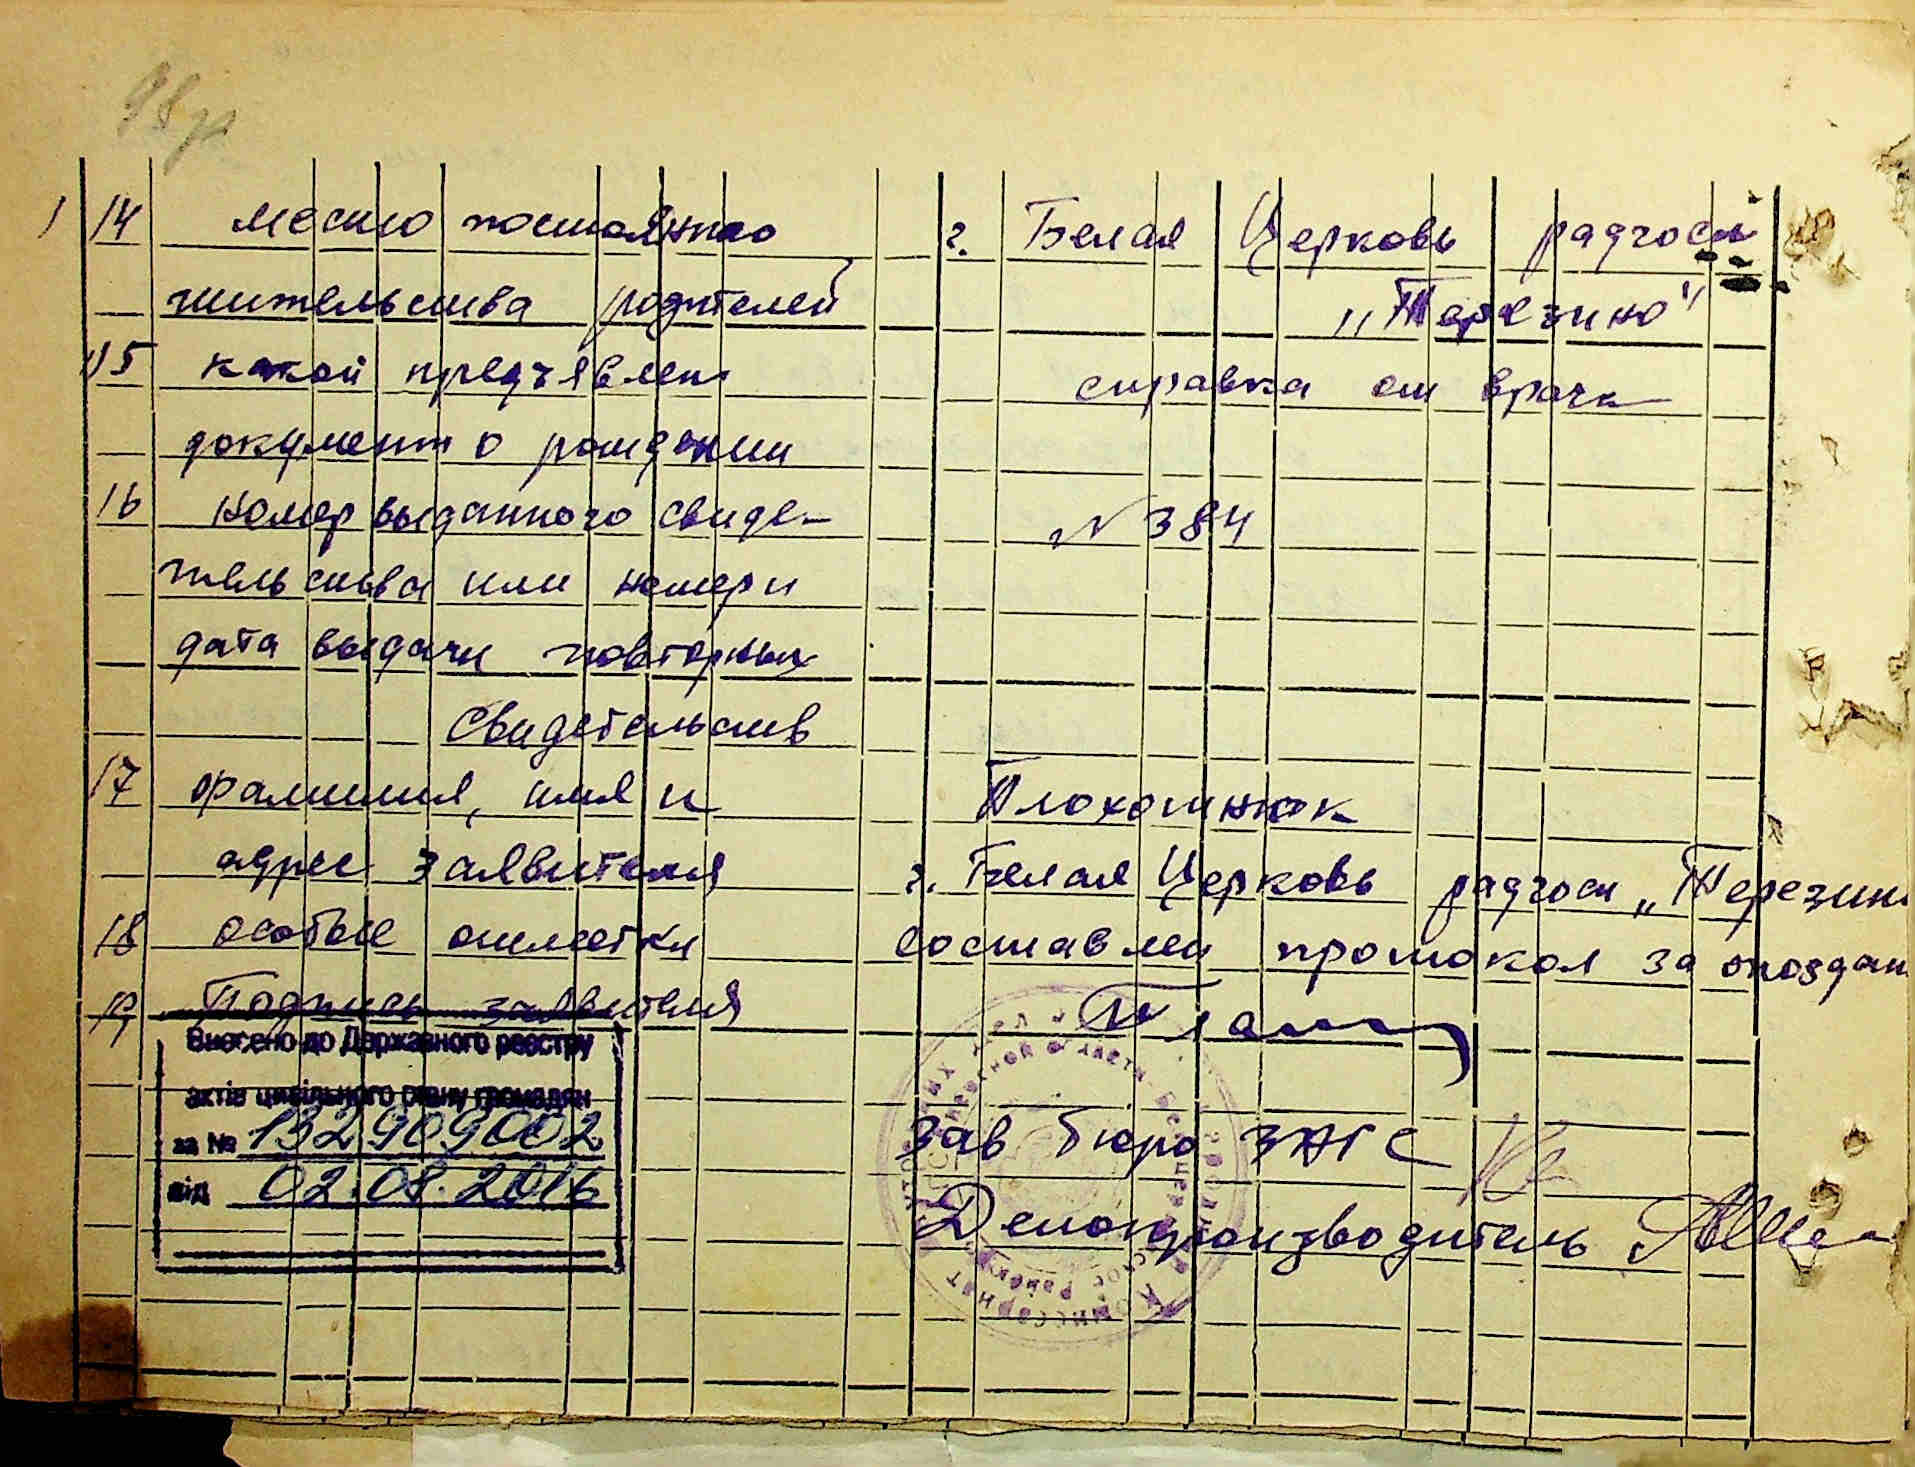 14 место постоянно г. Белая Церковь радгосп
жительства родителей „Терезино"
15 какой предъявлен справка от врача
документ о рождении
16 номер выданного свиде- N 384
тельства или номер и
дата выдачи повторных
свидетельств
17 фамилия, имя и Плохотнюк
адрес заявителя г. Белая Церковь радгосп „Терезин
18 особые отметки составлен протокол за опоздан
19 Подпись заявителя
Внесено до Державного реєстру
актів цивільного стану громадян
за № 132909002 зав бюро ЗАГС
від 02.08.2016
Делопроизводитель